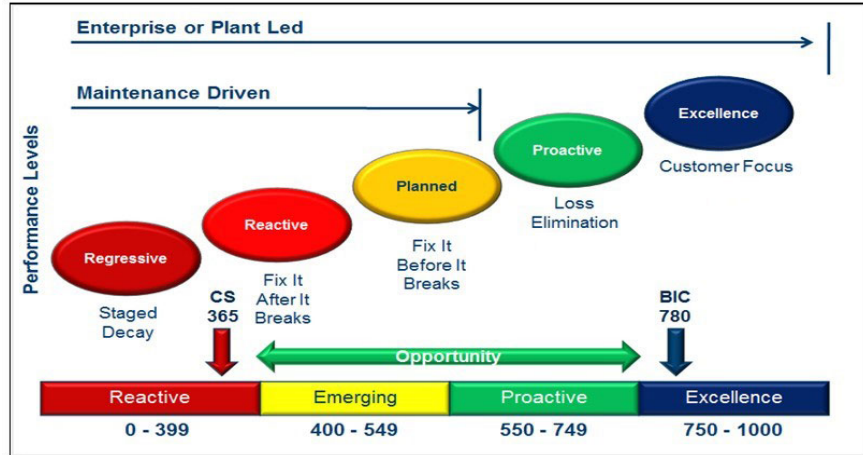 Enterprise or Plant Led
Maintenance Driven
Performance Levels
Excellence
Customer Focus
Proactive
Loss
Elimination
Planned
Fix It
Before It
Breaks
Reactive
Fix It
After It
Breaks
Regressive
Staged
Decay
CS
365
BIC
780
Opportunity
Reactive
Emerging
Proactive
Excellence
0 - 399
400 - 549
550 - 749
750 - 1000